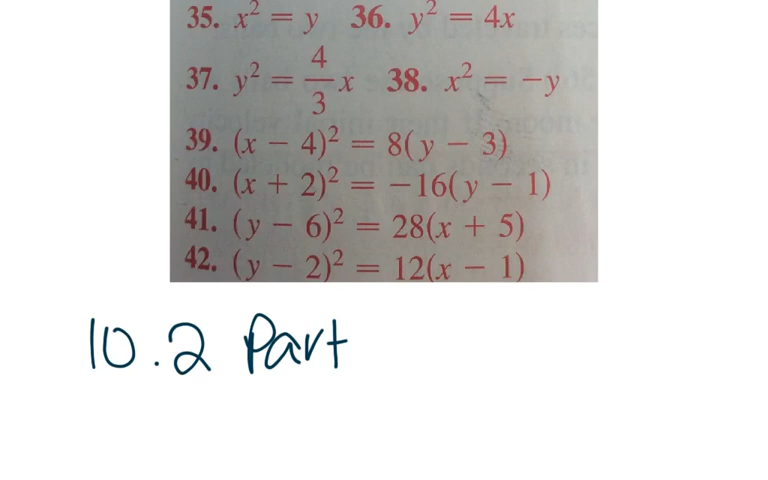 35. x² = y 36. y² = 4x
37. y² = 4/3 x 38. x² = −y
39. (x − 4)² = 8(y − 3)
40. (x + 2)² = −16(y − 1)
41. (y − 6)² = 28(x + 5)
42. (y − 2)² = 12(x − 1)
10.2 Part